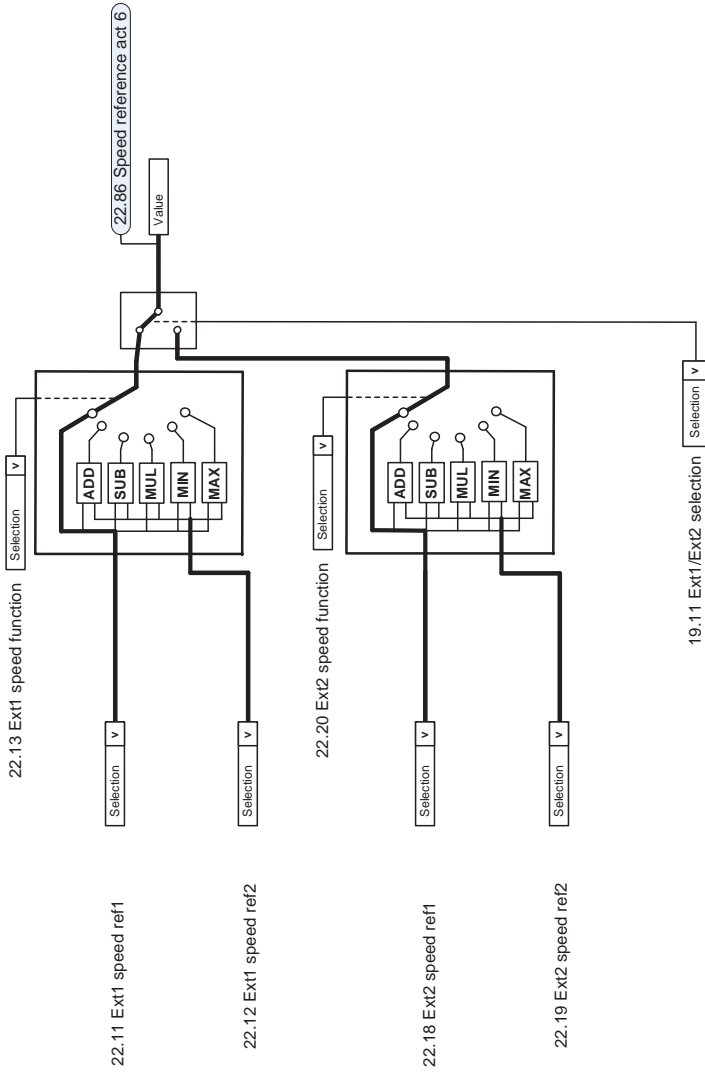 22.86 Speed reference act 6
Value
22.13 Ext1 speed function
Selection v
ADD
SUB
MUL
MIN
MAX
22.11 Ext1 speed ref1
Selection v
22.12 Ext1 speed ref2
Selection v
22.20 Ext2 speed function
Selection v
ADD
SUB
MUL
MIN
MAX
22.18 Ext2 speed ref1
Selection v
22.19 Ext2 speed ref2
Selection v
19.11 Ext1/Ext2 selection
Selection v